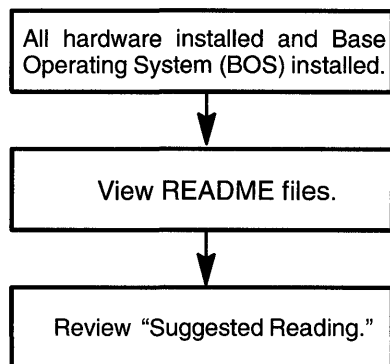 All hardware installed and Base
Operating System (BOS) installed.
View README files.
Review “Suggested Reading.”